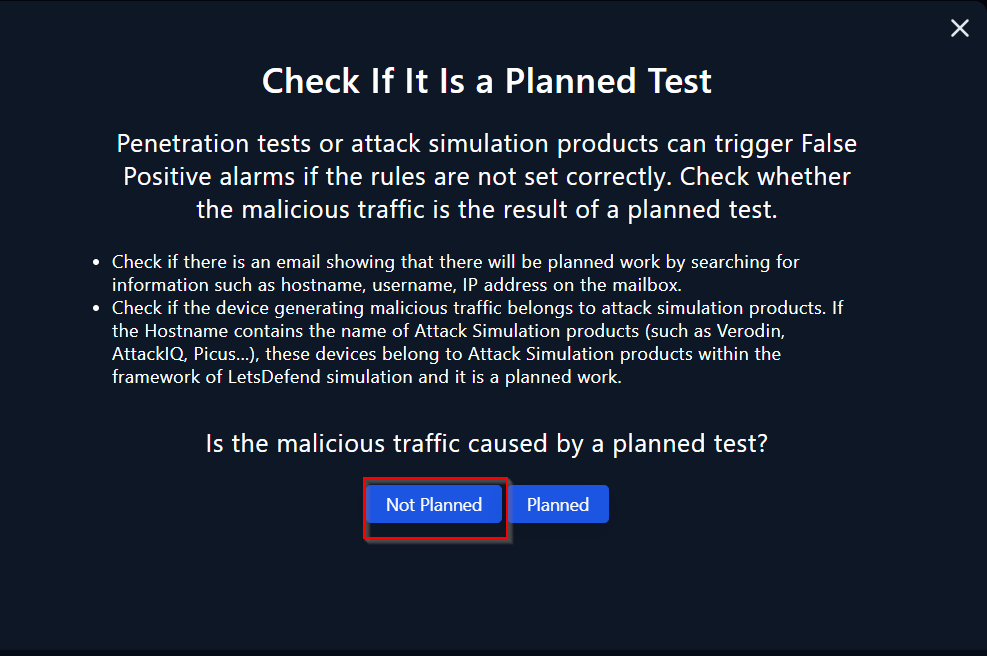 Check If It Is a Planned Test
Penetration tests or attack simulation products can trigger False
Positive alarms if the rules are not set correctly. Check whether
the malicious traffic is the result of a planned test.
• Check if there is an email showing that there will be planned work by searching for
information such as hostname, username, IP address on the mailbox.
• Check if the device generating malicious traffic belongs to attack simulation products. If
the Hostname contains the name of Attack Simulation products (such as Verodin,
AttackIQ, Picus...), these devices belong to Attack Simulation products within the
framework of LetsDefend simulation and it is a planned work.
Is the malicious traffic caused by a planned test?
Not Planned
Planned